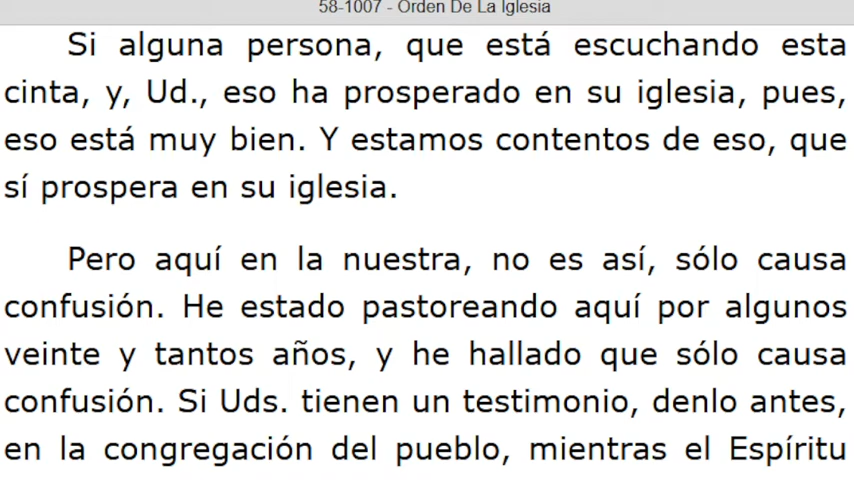 58-1007 - Orden De La Iglesia
Si alguna persona, que está escuchando esta
cinta, y, Ud., eso ha prosperado en su iglesia, pues,
eso está muy bien. Y estamos contentos de eso, que
sí prospera en su iglesia.
Pero aquí en la nuestra, no es así, sólo causa
confusión. He estado pastoreando aquí por algunos
veinte y tantos años, y he hallado que sólo causa
confusión. Si Uds. tienen un testimonio, denlo antes,
en la congregación del pueblo, mientras el Espíritu